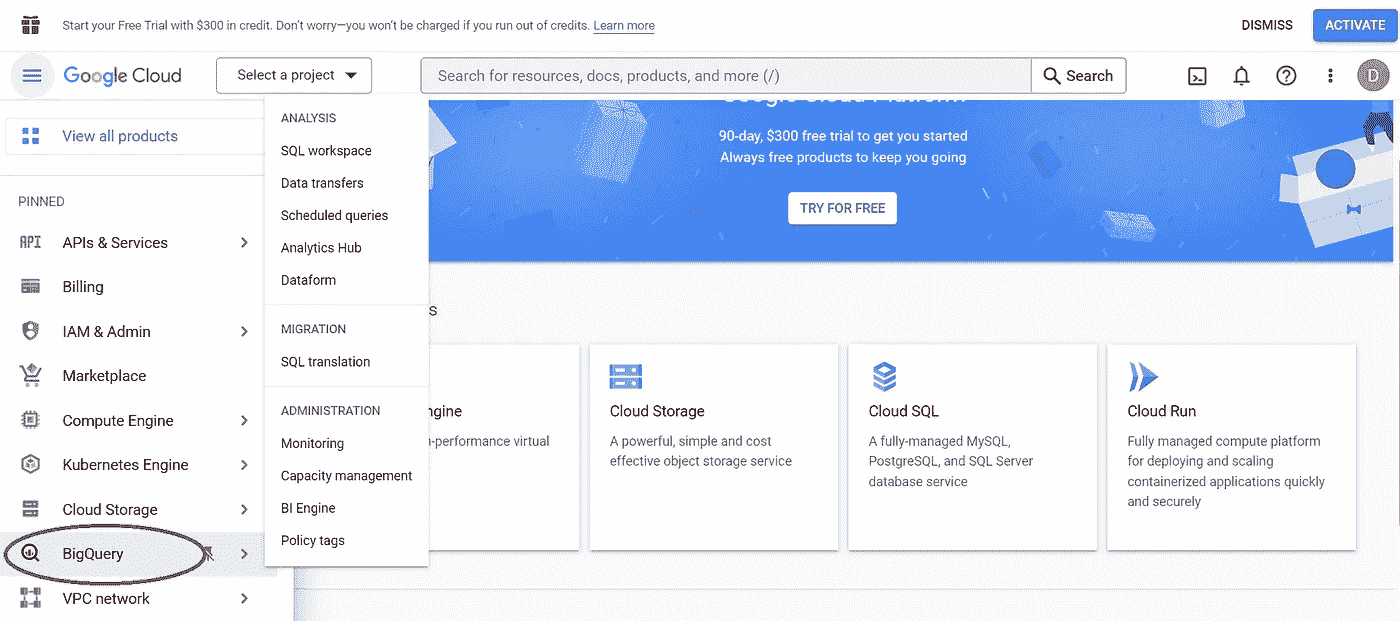 Start your Free Trial with $300 in credit. Don't worry—you won't be charged if you run out of credits. Learn more
DISMISS
ACTIVATE
Google Cloud
Select a project
Search for resources, docs, products, and more (/)
Search
D
View all products
PINNED
API APIs & Services
Billing
IAM & Admin
Marketplace
Compute Engine
Kubernetes Engine
Cloud Storage
BigQuery
VPC network
ANALYSIS
SQL workspace
Data transfers
Scheduled queries
Analytics Hub
Dataform
MIGRATION
SQL translation
ADMINISTRATION
Monitoring
Capacity management
BI Engine
Policy tags
90-day, $300 free trial to get you started
Always free products to keep you going
TRY FOR FREE
s
ngine
-performance virtual
Cloud Storage
A powerful, simple and cost
effective object storage service
Cloud SQL
A fully-managed MySQL,
PostgreSQL, and SQL Server
database service
Cloud Run
Fully managed compute platform
for deploying and scaling
containerized applications quickly
and securely